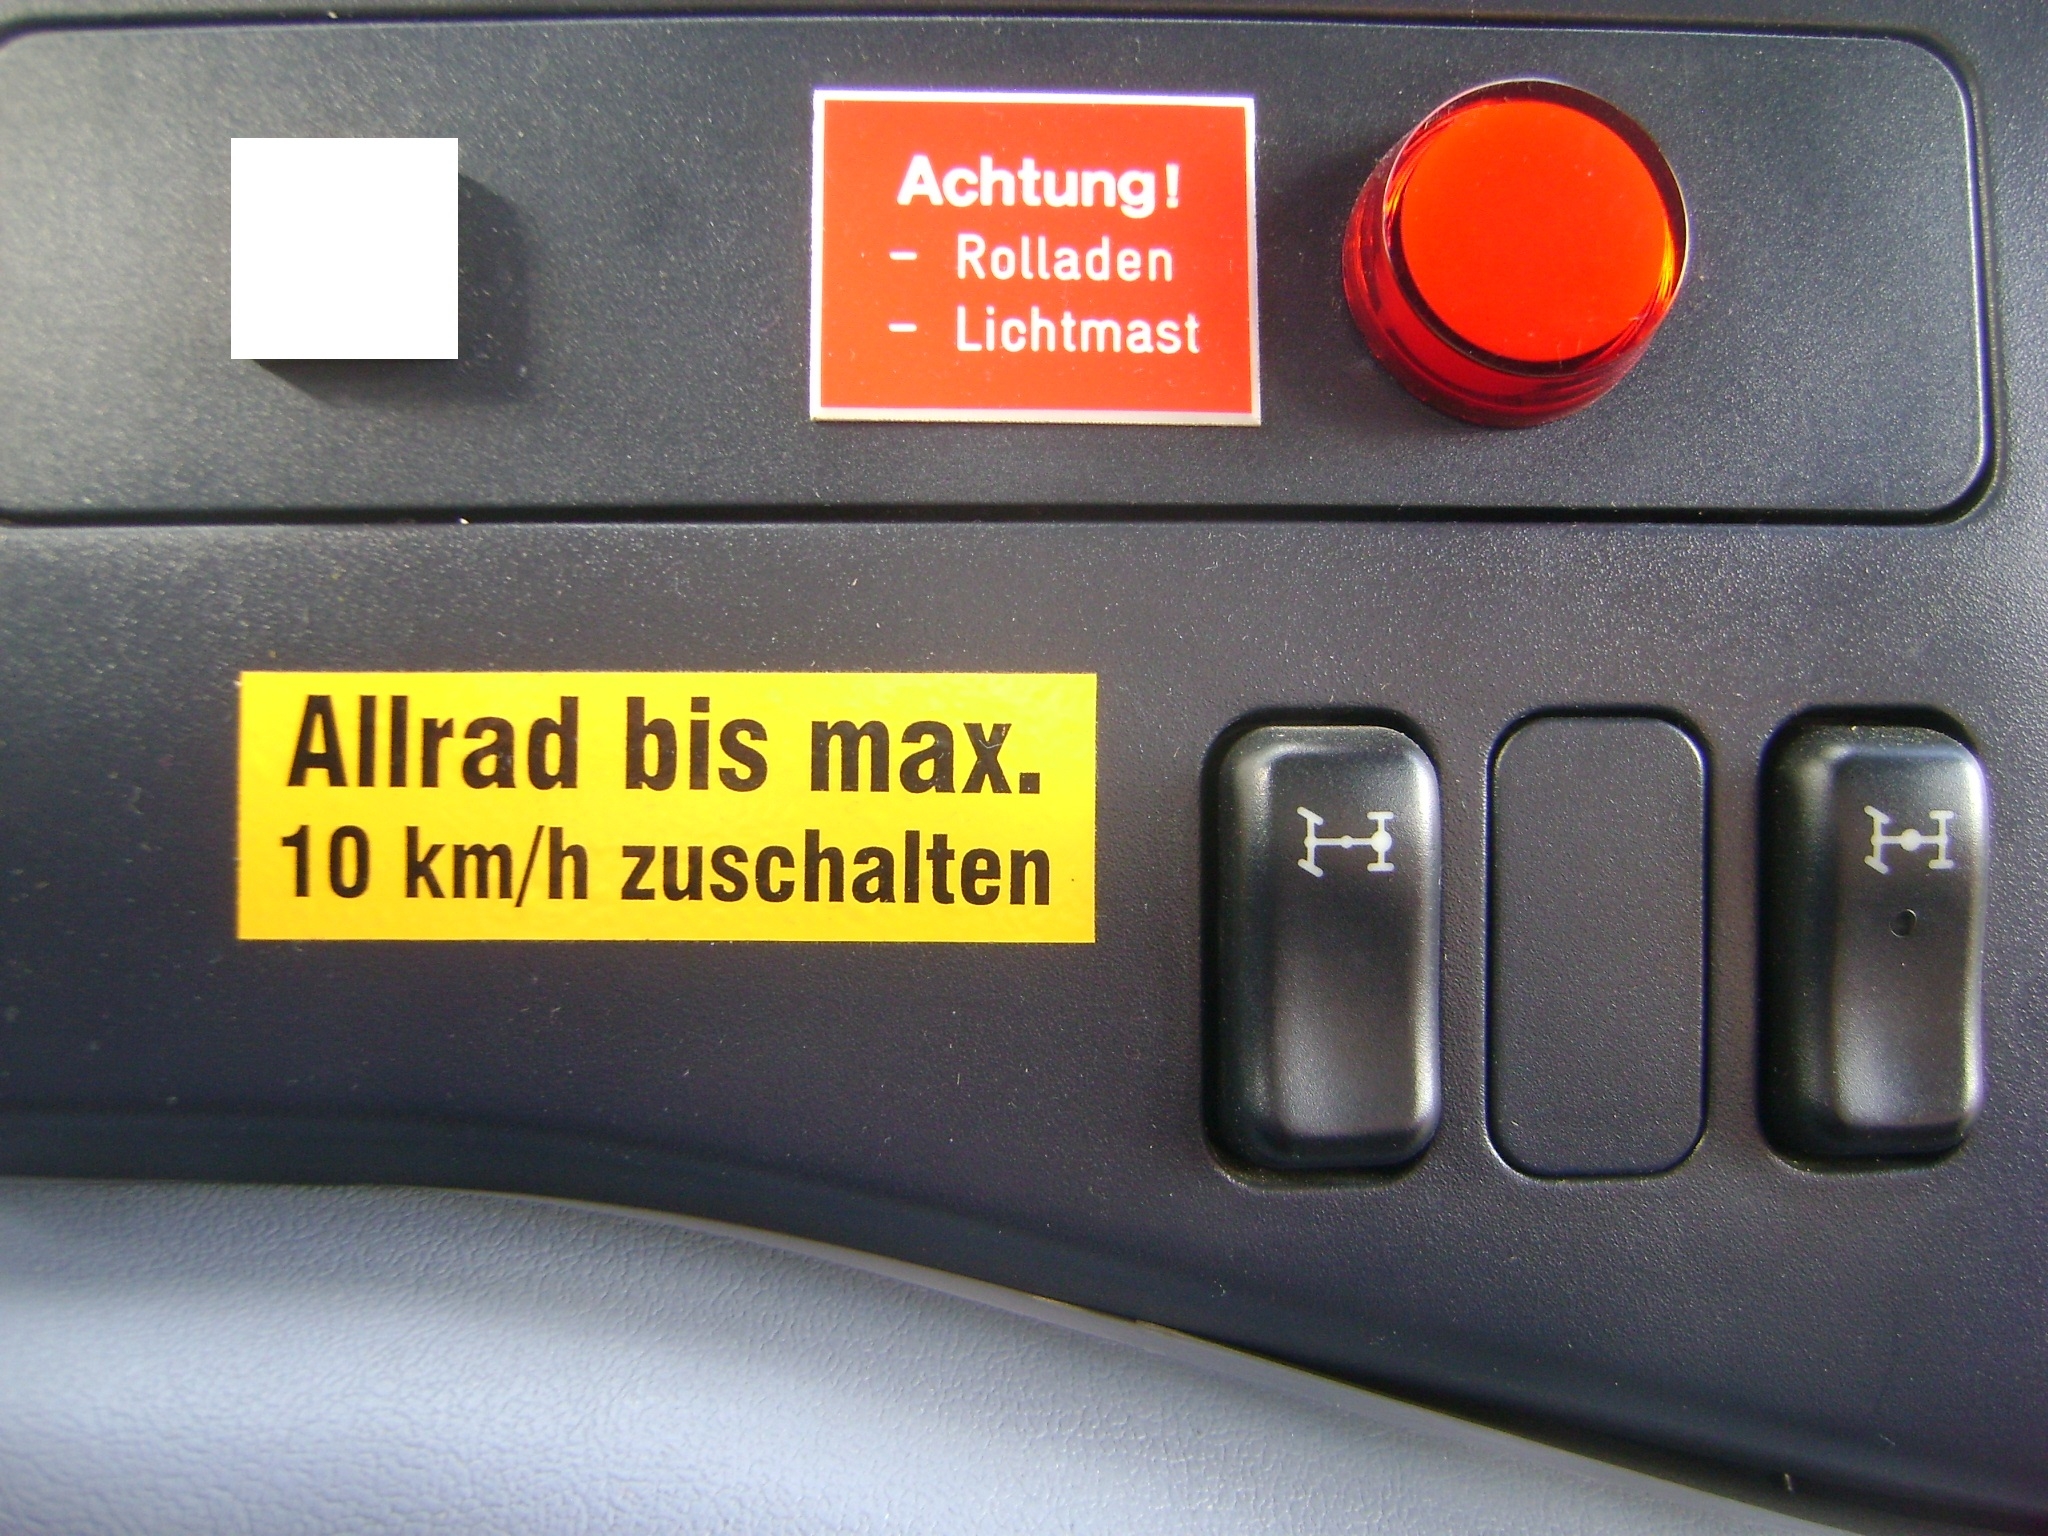 Achtung!
- Rolladen
- Lichtmast
Allrad bis max.
10 km/h zuschalten